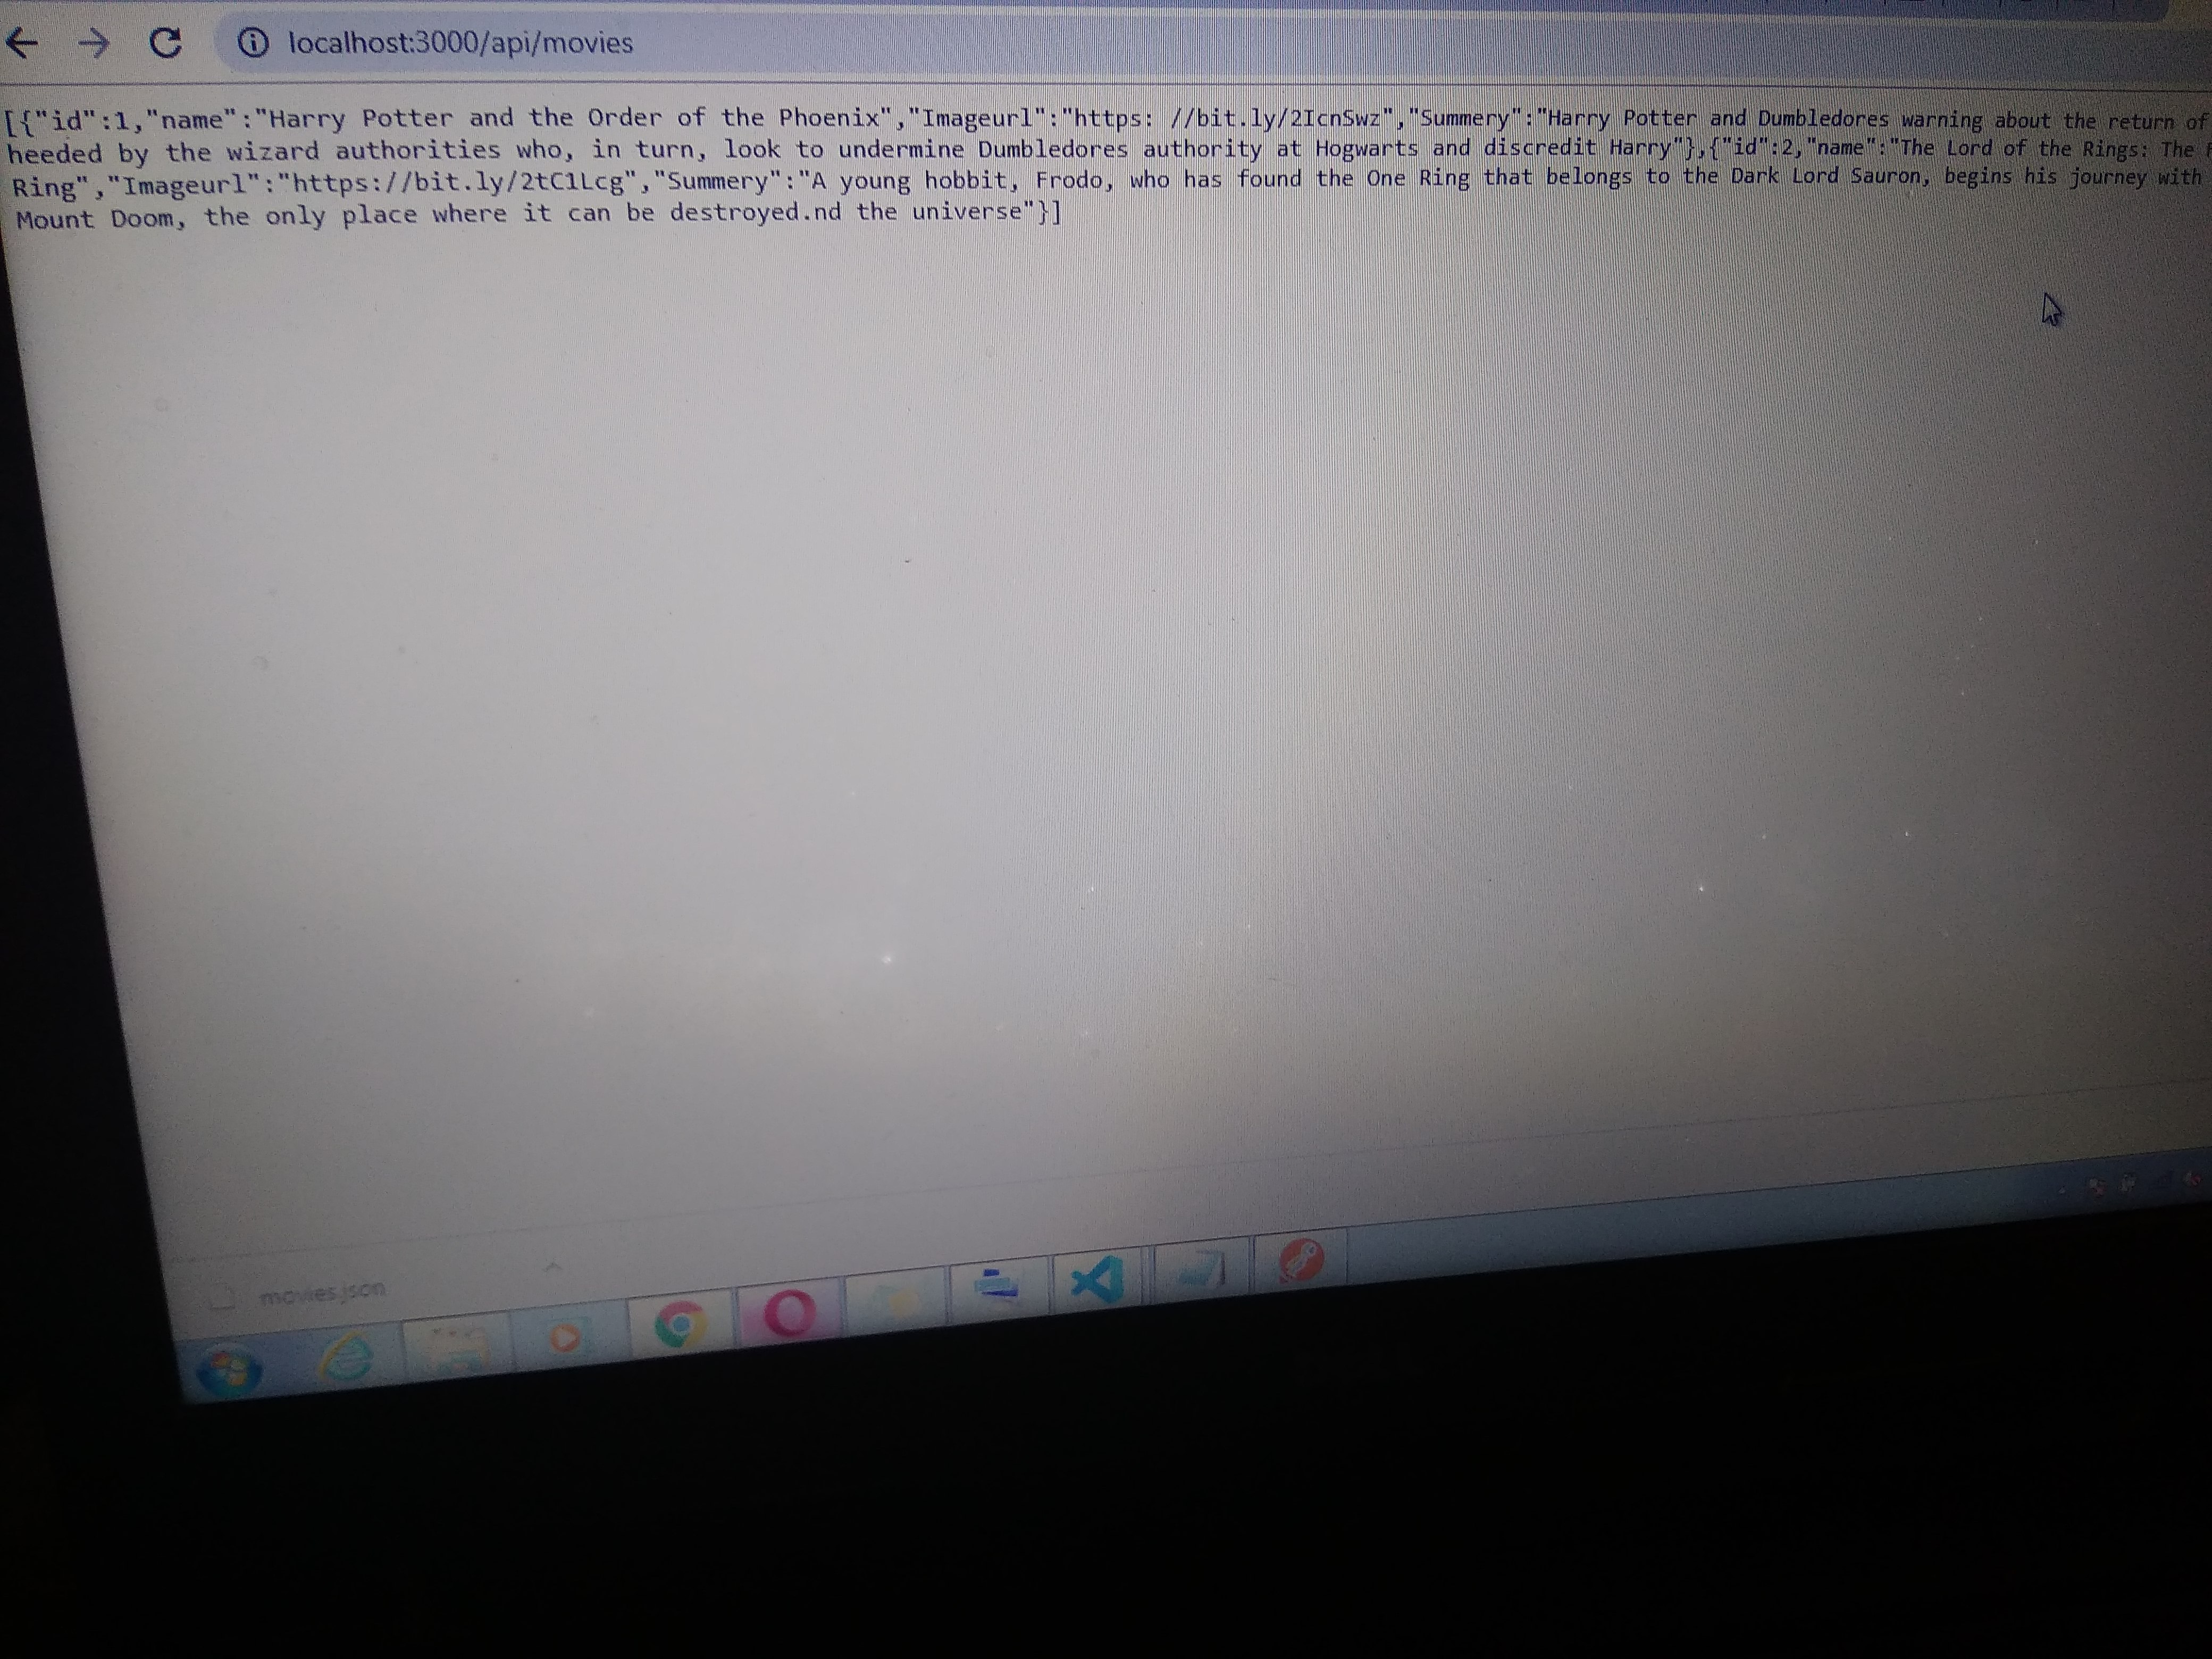 localhost:3000/api/movies
[{"id":1,"name":"Harry Potter and the Order of the Phoenix","Imageurl":"https: //bit.ly/2IcnSwz","Summery":"Harry Potter and Dumbledores warning about the return of
heeded by the wizard authorities who, in turn, look to undermine Dumbledores authority at Hogwarts and discredit Harry"},{"id":2,"name":"The Lord of the Rings: The
Ring","Imageurl":"https://bit.ly/2tC1Lcg","Summery":"A young hobbit, Frodo, who has found the One Ring that belongs to the Dark Lord Sauron, begins his journey with
Mount Doom, the only place where it can be destroyed.nd the universe"}]
movies.json